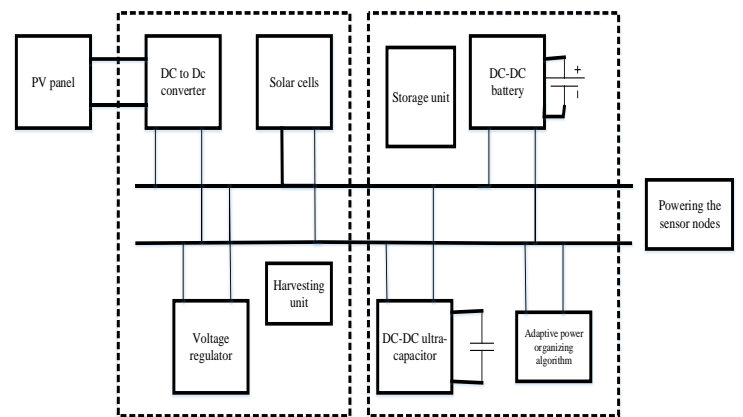 PV panel
DC to Dc
converter
Solar cells
Storage unit
DC-DC
battery
+
−
Powering the
sensor nodes
Harvesting
unit
Voltage
regulator
DC-DC ultra-
capacitor
Adaptive power
organizing
algorithm